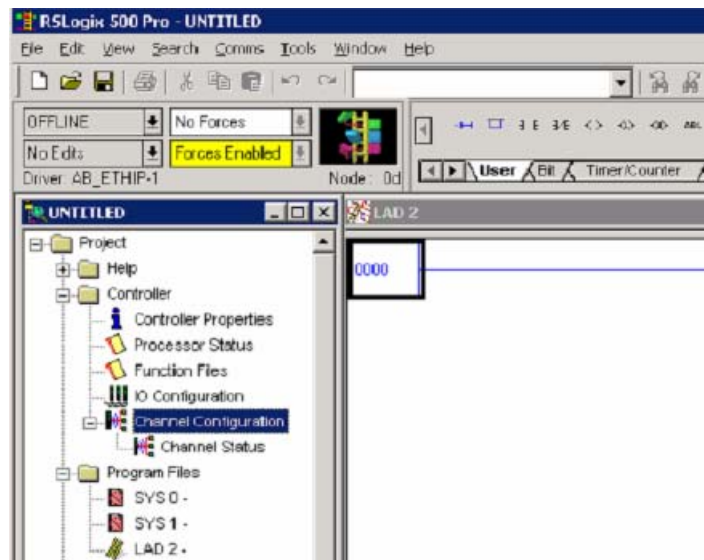 RSLogix 500 Pro - UNTITLED
File Edit View Search Comms Tools Window Help
OFFLINE No Forces
No Edits Forces Enabled
Driver: AB_ETHIP-1 Node: 0d
User Bit Timer/Counter
UNTITLED
LAD 2
Project
Help
Controller
Controller Properties
Processor Status
Function Files
IO Configuration
Channel Configuration
Channel Status
Program Files
SYS 0 -
SYS 1 -
LAD 2 -
0000